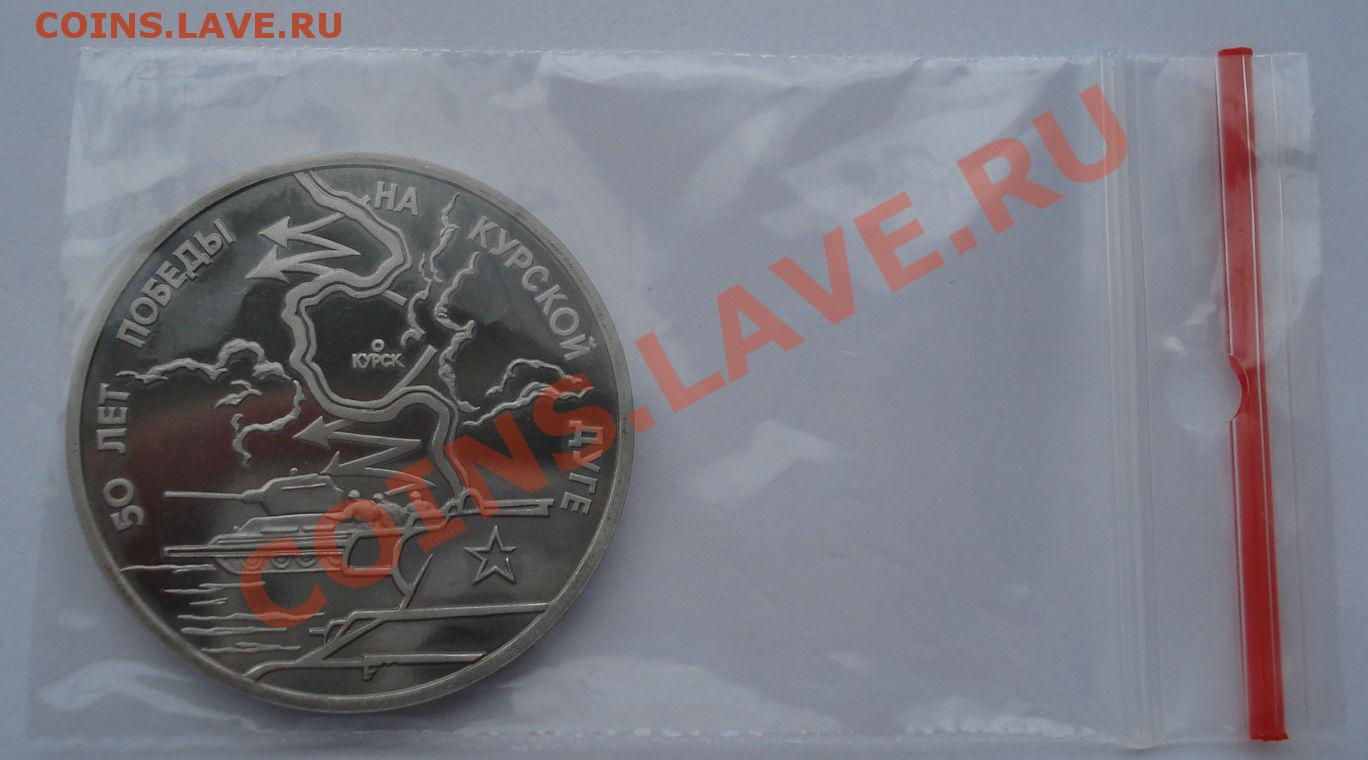 COINS.LAVE.RU
50 ЛЕТ ПОБЕДЫ НА КУРСКОЙ ДУГЕ
КУРСК
COINS.LAVE.RU